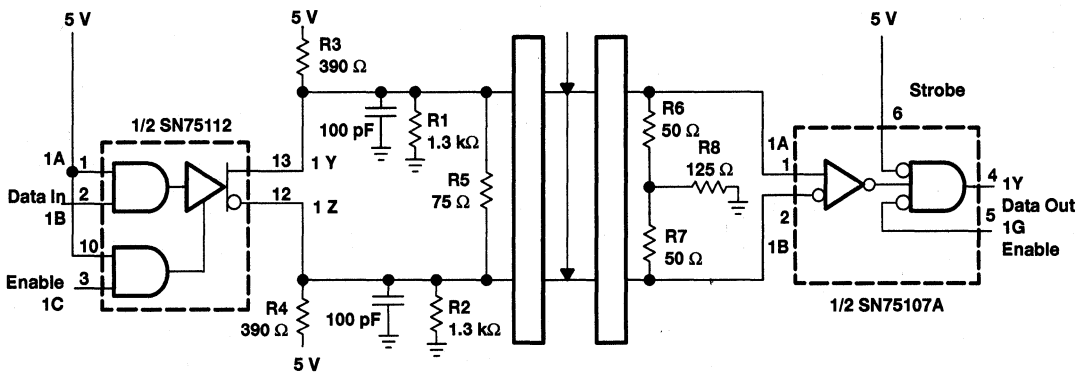 5 V
5 V
5 V
R3
390 Ω
Strobe
6
1/2 SN75112
100 pF
R1
1.3 kΩ
R6
50 Ω
R8
125 Ω
1A
1
13
1 Y
1A
1
4
1Y
Data In
2
1B
12
1 Z
R5
75 Ω
Data Out
2
1B
5
1G
Enable
R7
50 Ω
10
Enable
3
1C
R4
390 Ω
100 pF
R2
1.3 kΩ
1/2 SN75107A
5 V